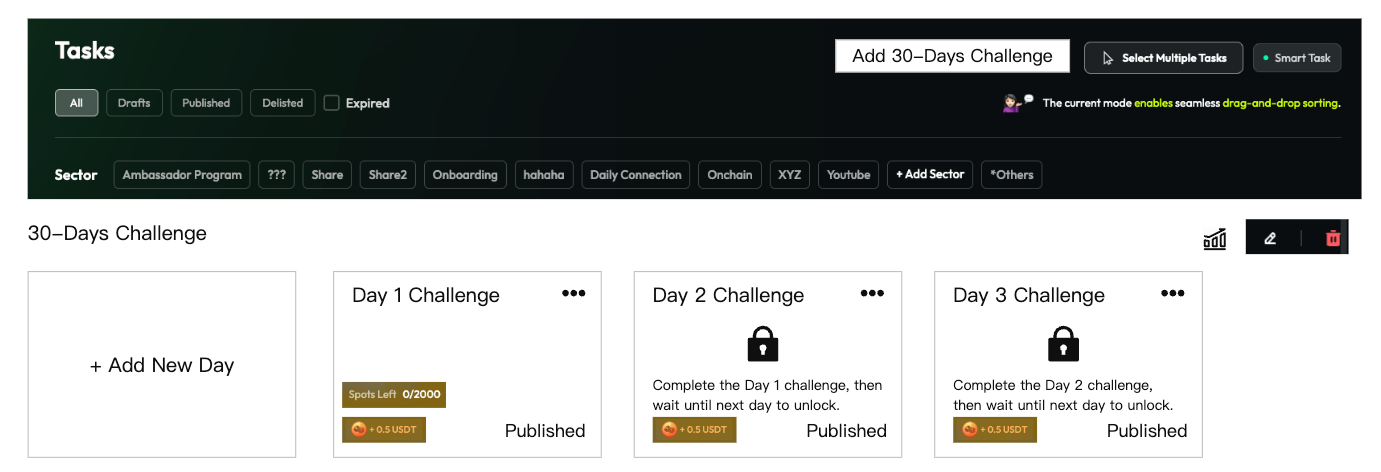 Tasks
Add 30-Days Challenge
Select Multiple Tasks
Smart Task
All
Drafts
Published
Delisted
Expired
The current mode enables seamless drag-and-drop sorting.
Sector
Ambassador Program
???
Share
Share2
Onboarding
hahaha
Daily Connection
Onchain
XYZ
Youtube
+ Add Sector
*Others
30-Days Challenge
+ Add New Day
Day 1 Challenge
Spots Left 0/2000
+ 0.5 USDT
Published
Day 2 Challenge
Complete the Day 1 challenge, then
wait until next day to unlock.
+ 0.5 USDT
Published
Day 3 Challenge
Complete the Day 2 challenge,
then wait until next day to unlock.
+ 0.5 USDT
Published